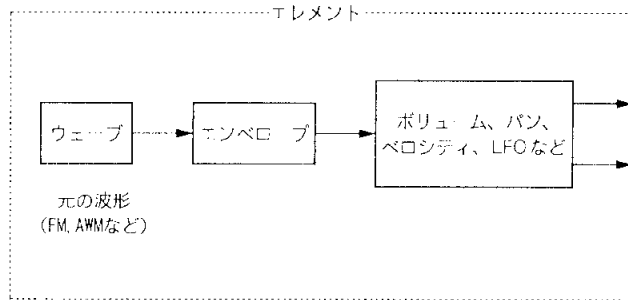 エレメント
ウェーブ
エンベロープ
ボリューム、パン、
ベロシティ、LFOなど
元の波形
(FM, AWMなど)